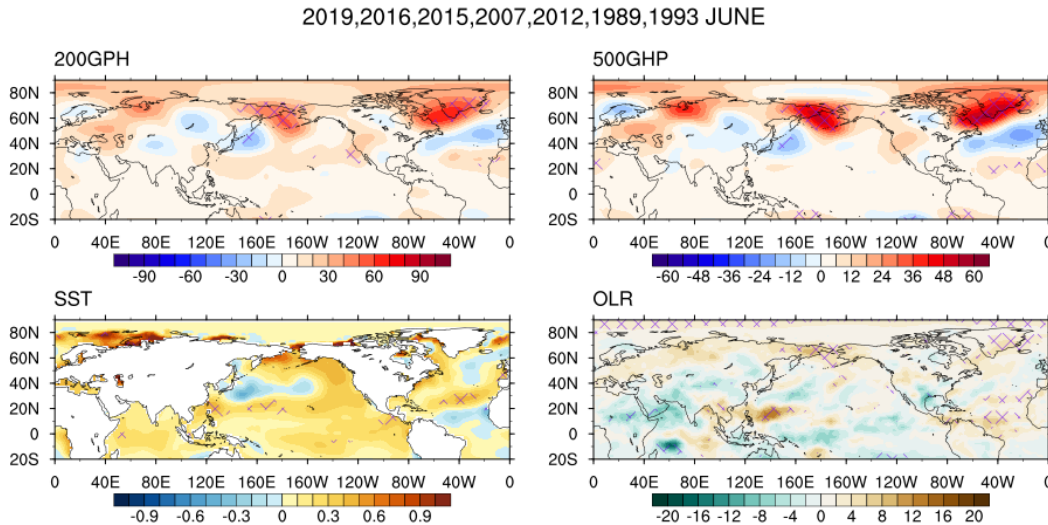 2019,2016,2015,2007,2012,1989,1993 JUNE
200GPH
500GHP
80N
60N
40N
20N
0
20S
80N
60N
40N
20N
0
20S
0 40E 80E 120E 160E 160W 120W 80W 40W 0
0 40E 80E 120E 160E 160W 120W 80W 40W 0
-90 -60 -30 0 30 60 90
-60 -48 -36 -24 -12 0 12 24 36 48 60
SST
OLR
80N
60N
40N
20N
0
20S
80N
60N
40N
20N
0
20S
0 40E 80E 120E 160E 160W 120W 80W 40W 0
0 40E 80E 120E 160E 160W 120W 80W 40W 0
-0.9 -0.6 -0.3 0 0.3 0.6 0.9
-20 -16 -12 -8 -4 0 4 8 12 16 20